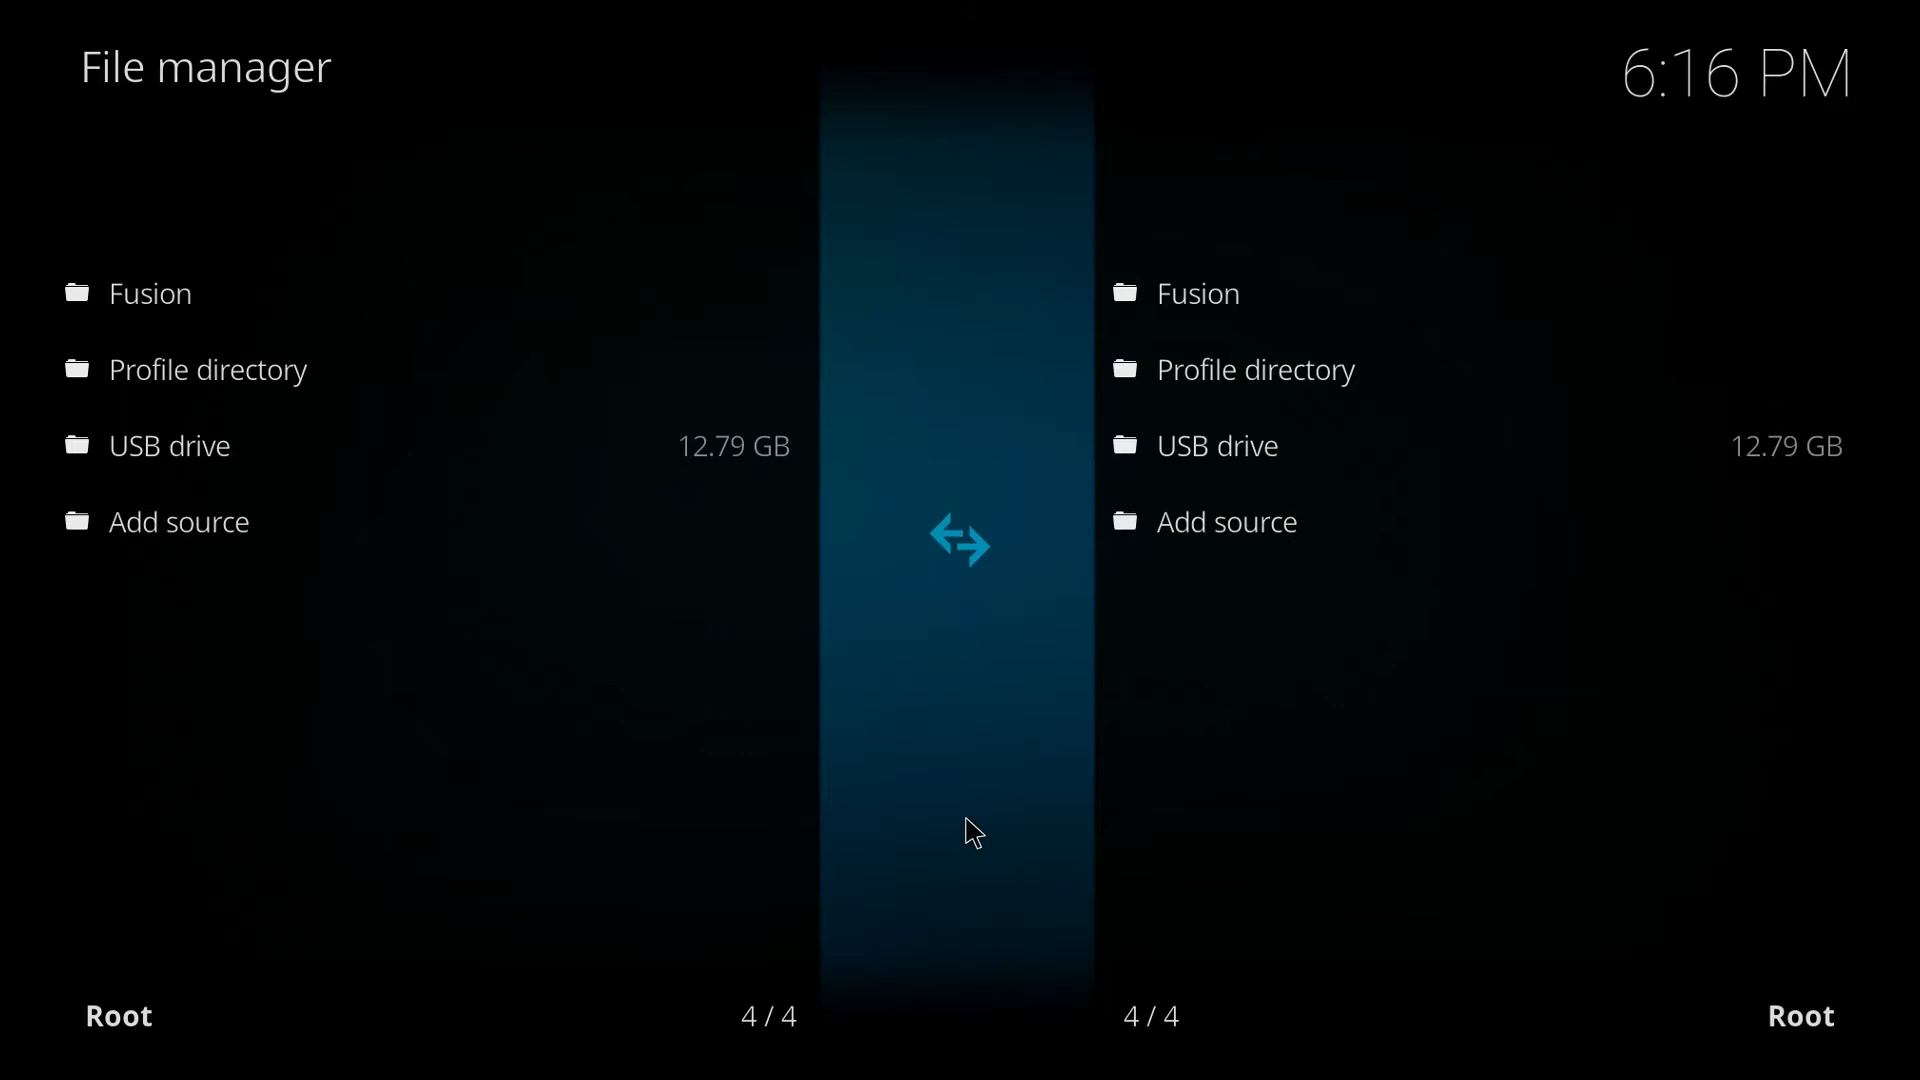 File manager
6:16 PM
Fusion
Profile directory
USB drive 12.79 GB
Add source
Fusion
Profile directory
USB drive 12.79 GB
Add source
Root 4 / 4
4 / 4 Root